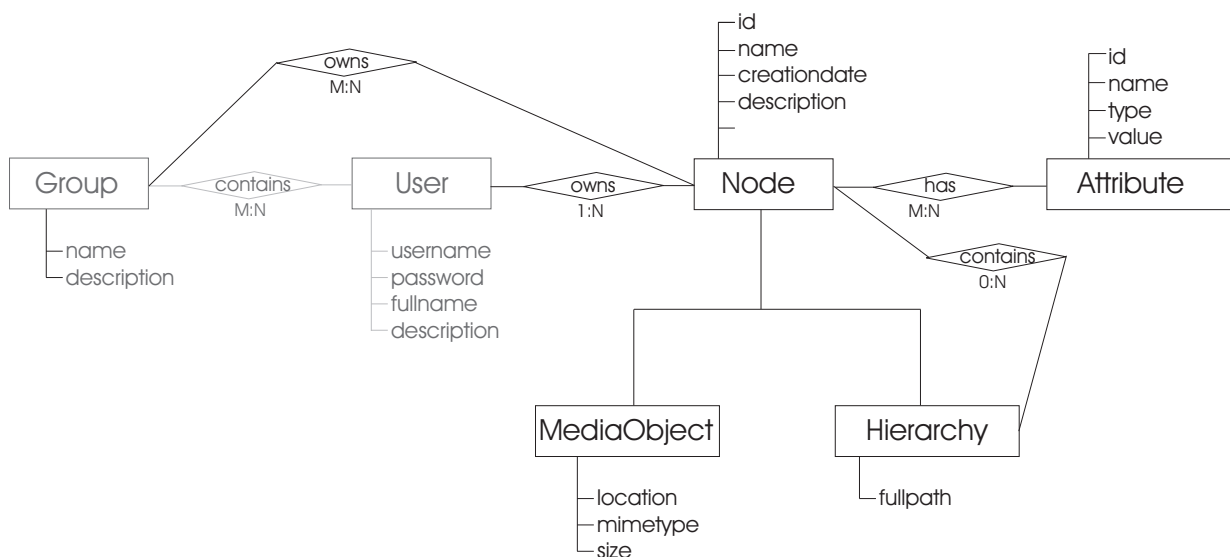 id
name
creationdate
description
owns
M:N
id
name
type
value
Group
contains
M:N
User
owns
1:N
Node
has
M:N
Attribute
name
description
username
password
fullname
description
contains
0:N
MediaObject
Hierarchy
location
mimetype
size
fullpath